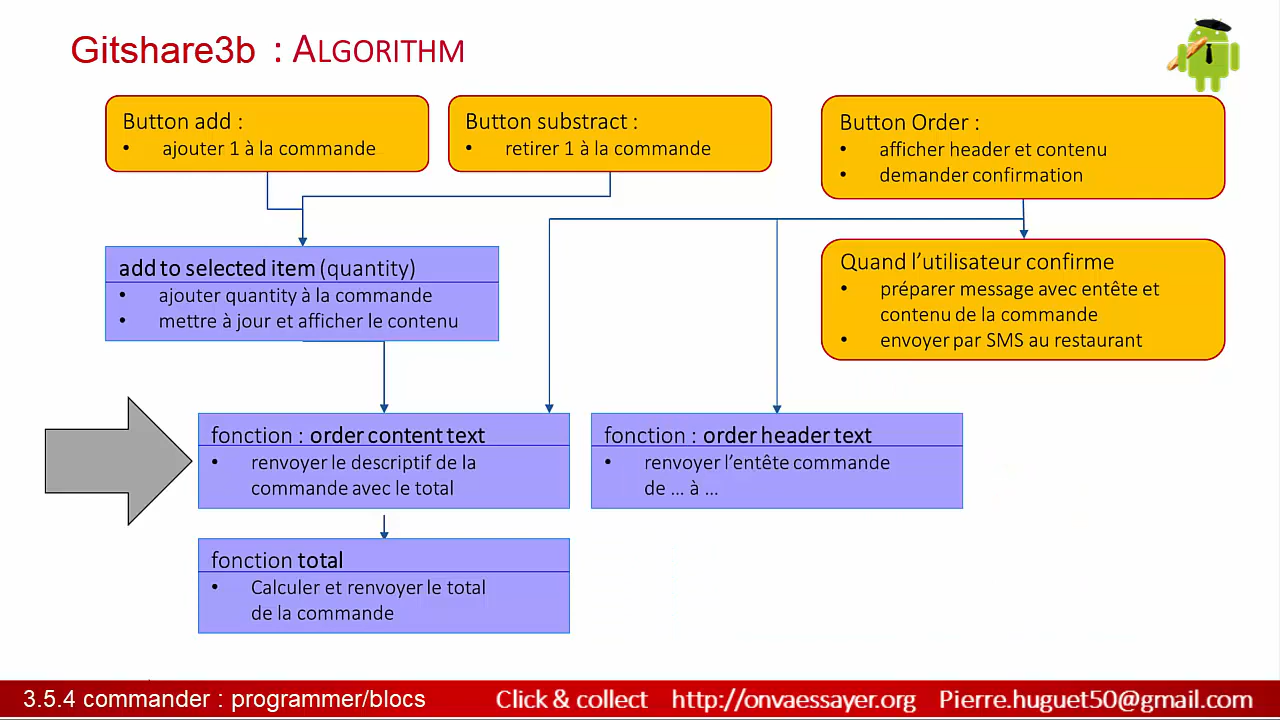 Gitshare3b : ALGORITHM
Button add :
• ajouter 1 à la commande
Button substract :
• retirer 1 à la commande
Button Order :
• afficher header et contenu
• demander confirmation
add to selected item (quantity)
• ajouter quantity à la commande
• mettre à jour et afficher le contenu
Quand l’utilisateur confirme
• préparer message avec entête et
contenu de la commande
• envoyer par SMS au restaurant
fonction : order content text
• renvoyer le descriptif de la
commande avec le total
fonction : order header text
• renvoyer l’entête commande
de ... à ...
fonction total
• Calculer et renvoyer le total
de la commande
3.5.4 commander : programmer/blocs
Click & collect http://onvaessayer.org Pierre.huguet50@gmail.com